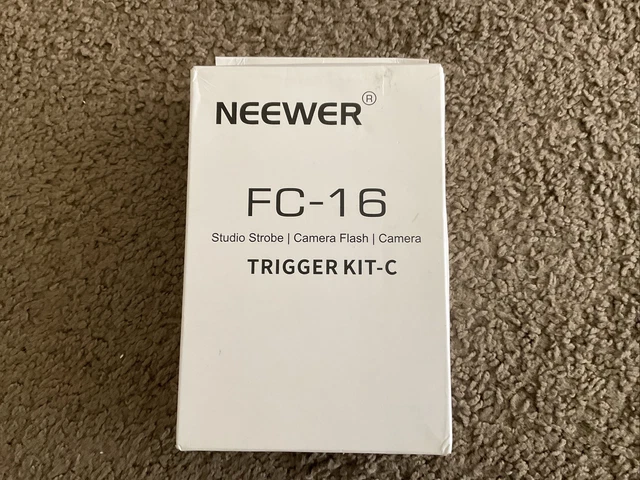 NEEWER®
FC-16
Studio Strobe | Camera Flash | Camera
TRIGGER KIT-C